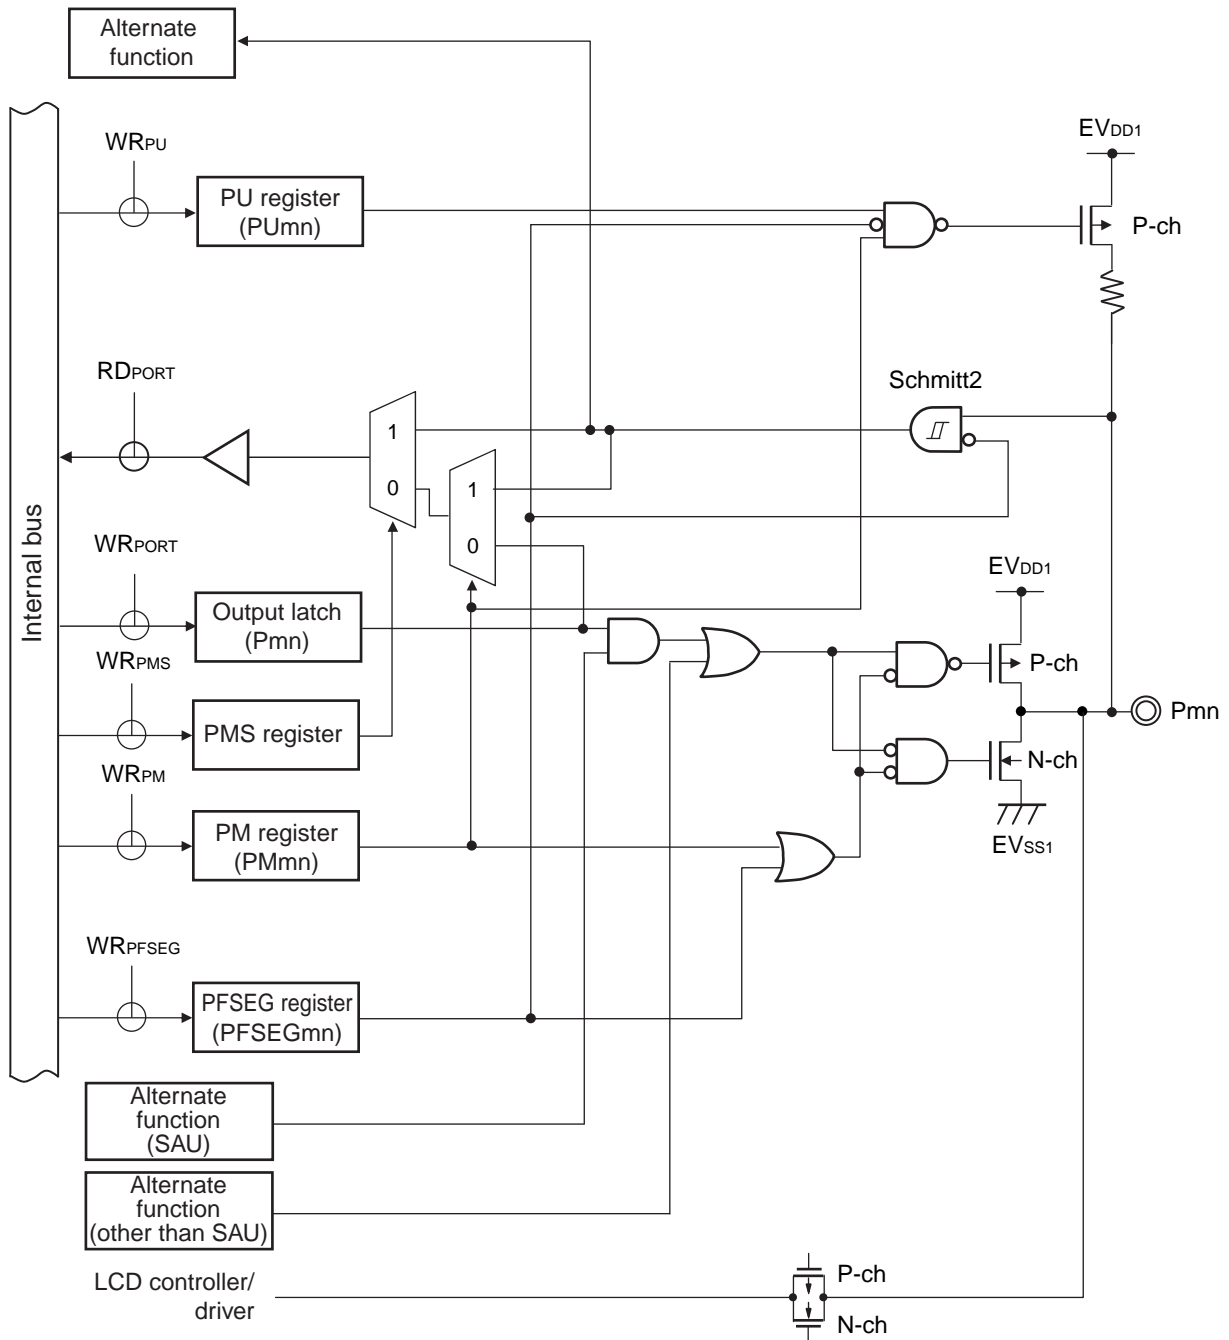 Alternate
function
EVDD1
WRPU
PU register
(PUmn)
P-ch
RDPORT
Schmitt2
1
0
1
0
Internal bus
WRPORT
EVDD1
Output latch
(Pmn)
WRPMS
P-ch
PMS register
Pmn
WRPM
N-ch
PM register
(PMmn)
EVSS1
WRPFSEG
PFSEG register
(PFSEGmn)
Alternate
function
(SAU)
Alternate
function
(other than SAU)
LCD controller/
driver
P-ch
N-ch